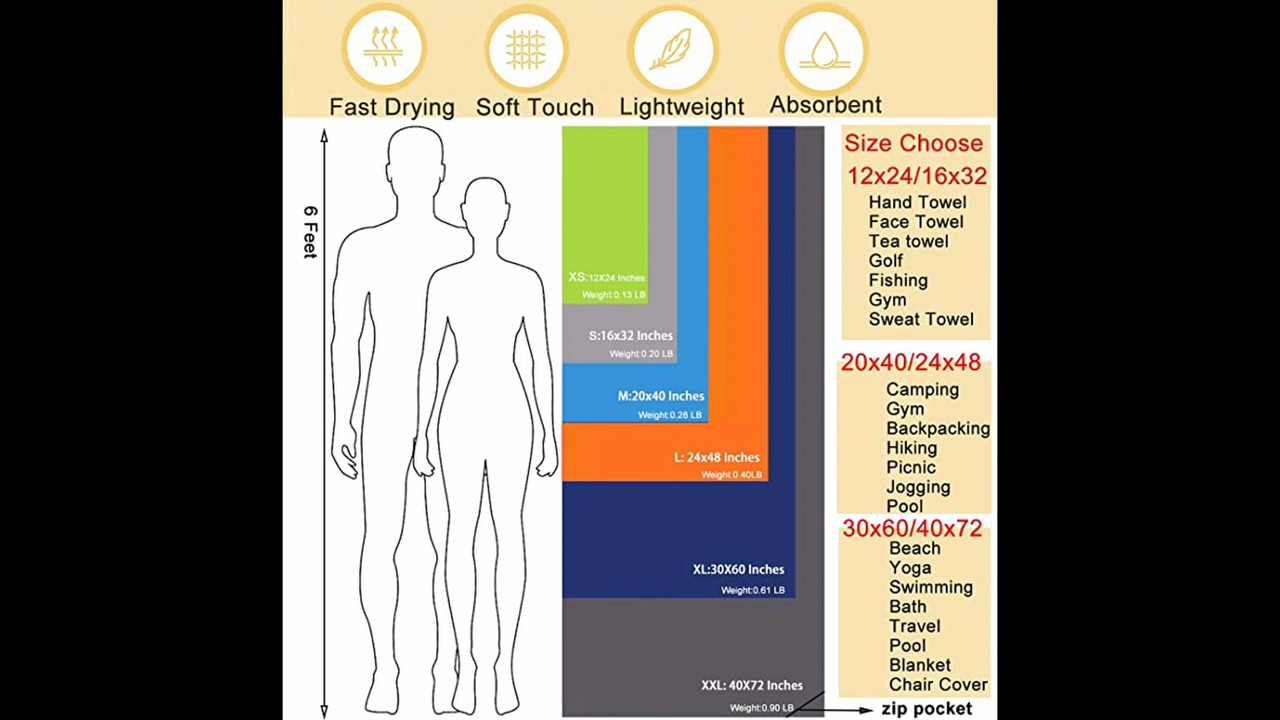 Fast Drying
Soft Touch
Lightweight
Absorbent
6 Feet
XS:12X24 Inches
Weight:0.13 LB
S:16x32 Inches
Weight:0.20 LB
M:20x40 Inches
Weight:0.28 LB
L: 24x48 Inches
Weight:0.40LB
XL:30X60 Inches
Weight:0.61 LB
XXL: 40X72 Inches
Weight:0.90 LB
Size Choose
12x24/16x32
Hand Towel
Face Towel
Tea towel
Golf
Fishing
Gym
Sweat Towel
20x40/24x48
Camping
Gym
Backpacking
Hiking
Picnic
Jogging
Pool
30x60/40x72
Beach
Yoga
Swimming
Bath
Travel
Pool
Blanket
Chair Cover
zip pocket